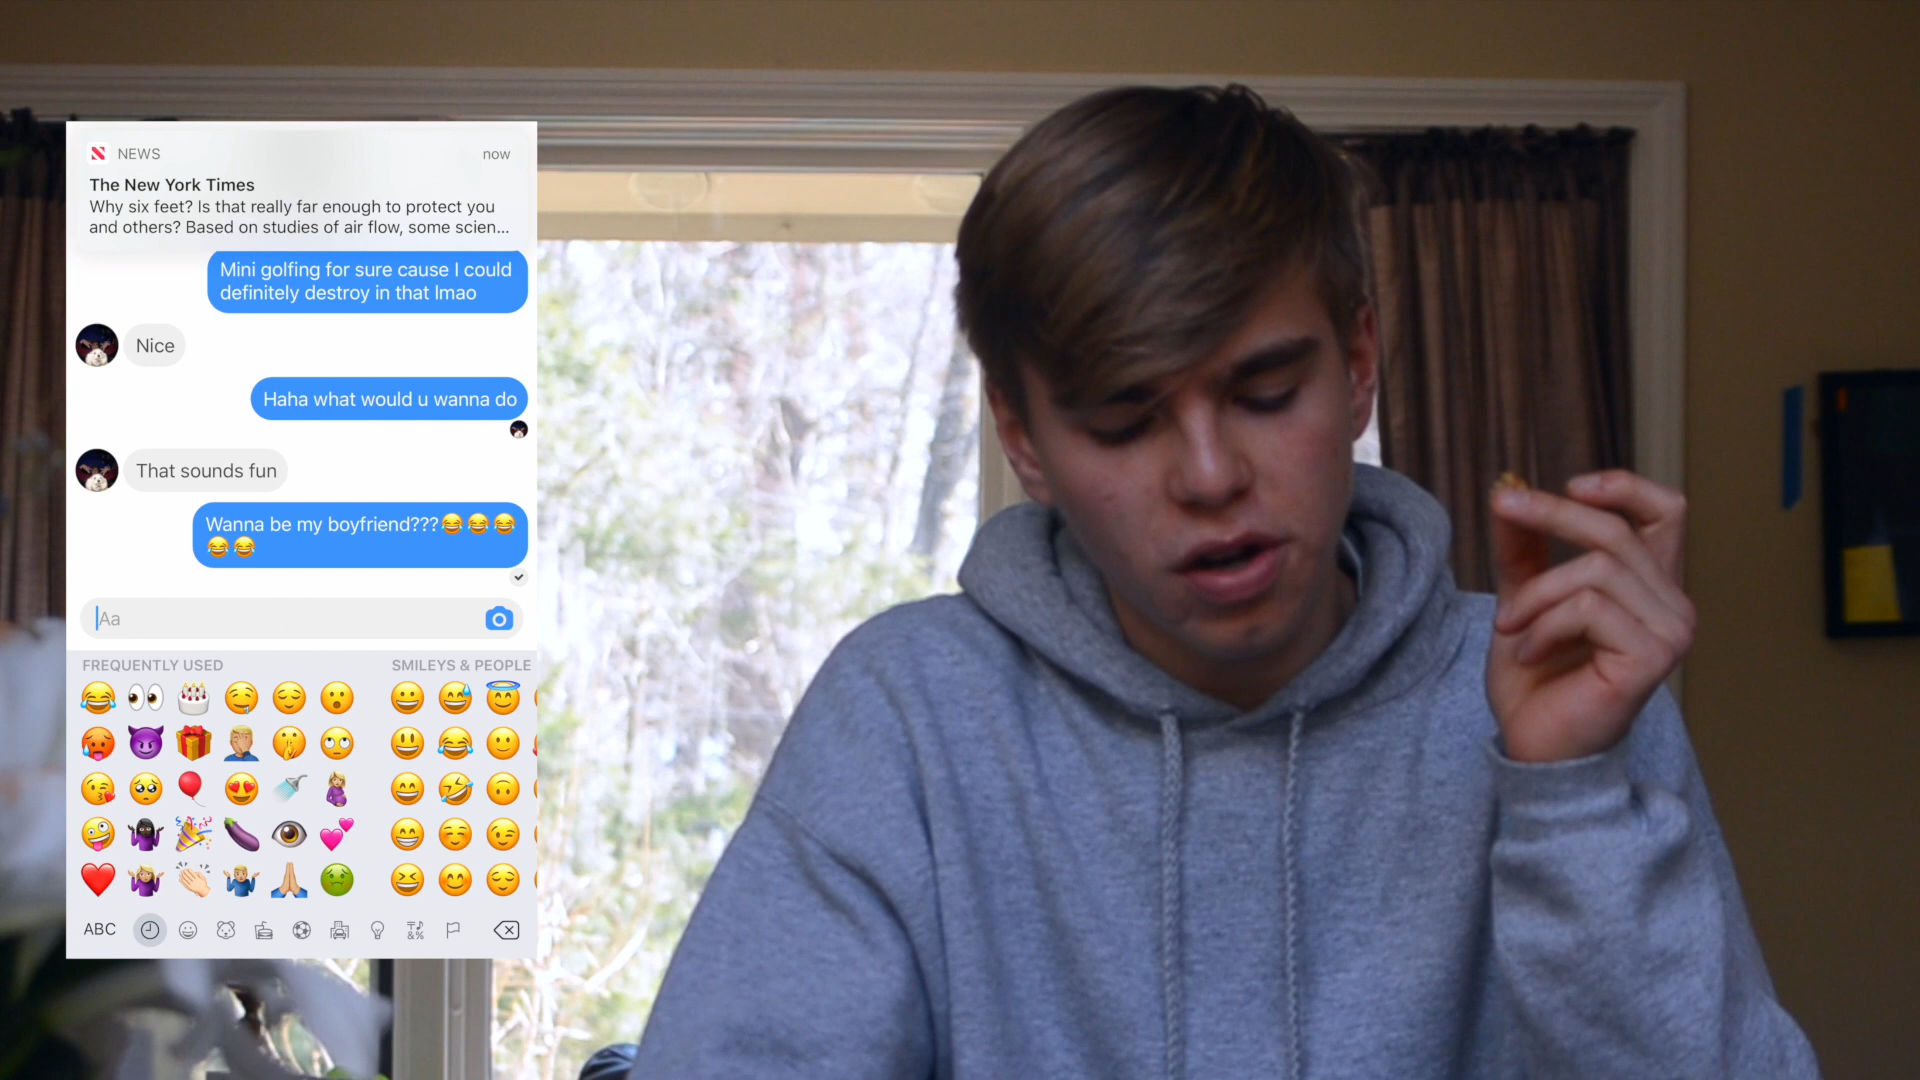 NEWS now
The New York Times
Why six feet? Is that really far enough to protect you
and others? Based on studies of air flow, some scien...
Mini golfing for sure cause I could
definitely destroy in that lmao
Nice
Haha what would u wanna do
That sounds fun
Wanna be my boyfriend???😂😂😂
😂😂
Aa
FREQUENTLY USED SMILEYS & PEOPLE
ABC